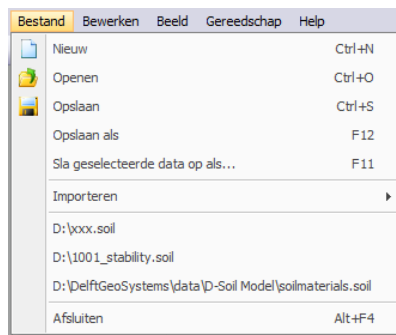 Bestand Bewerken Beeld Gereedschap Help
Nieuw Ctrl+N
Openen Ctrl+O
Opslaan Ctrl+S
Opslaan als F12
Sla geselecteerde data op als... F11
Importeren
D:\xxx.soil
D:\1001_stability.soil
D:\DelftGeoSystems\data\D-Soil Model\soilmaterials.soil
Afsluiten Alt+F4